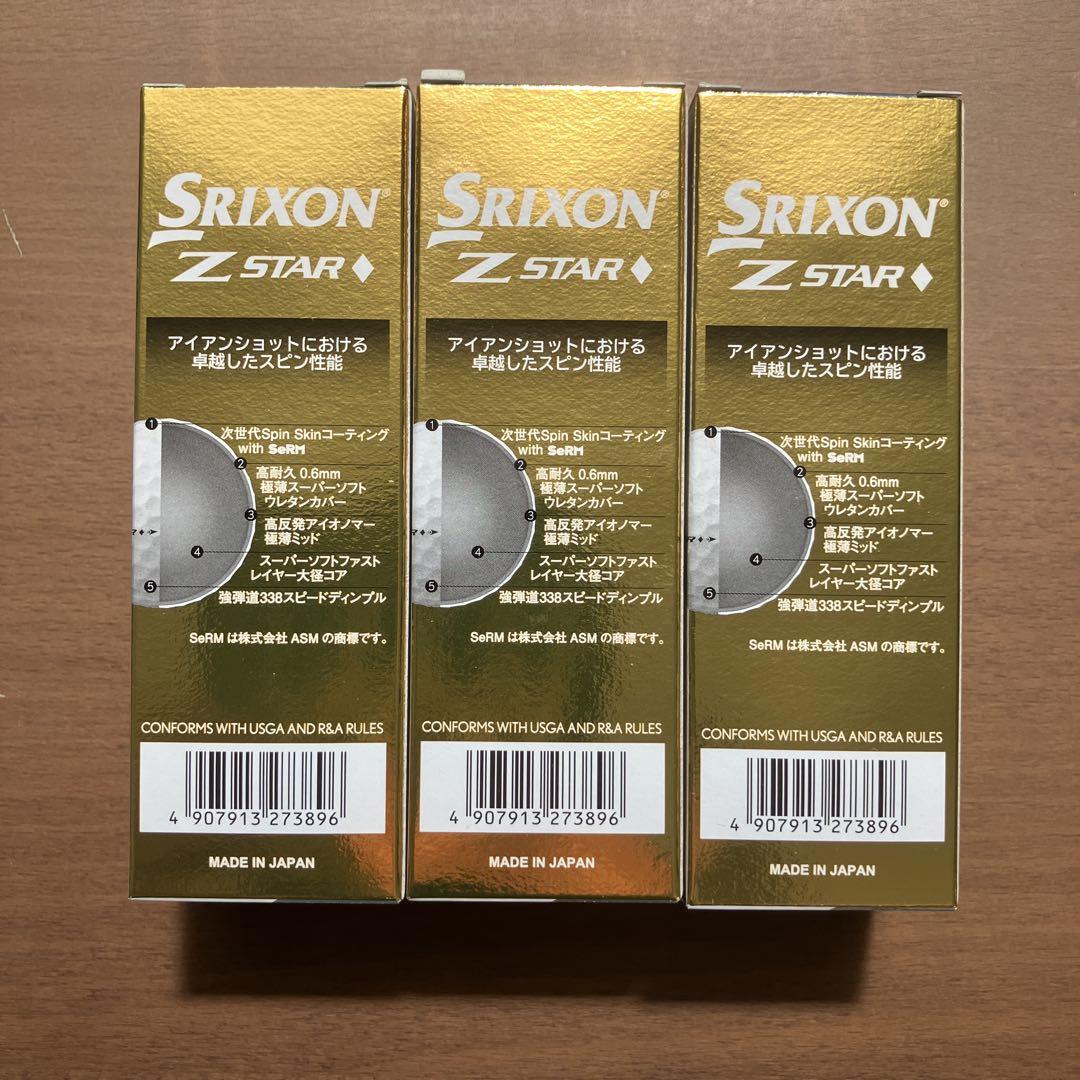 SRIXON®
Z STAR ♦
アイアンショットにおける
卓越したスピン性能
1
次世代Spin Skinコーティング
with SeRM
2
高耐久 0.6mm
極薄スーパーソフト
ウレタンカバー
3
高反発アイオノマー
極薄ミッド
4
スーパーソフトファスト
レイヤー大径コア
5
強弾道338スピードディンプル
SeRM は株式会社 ASM の商標です。
CONFORMS WITH USGA AND R&A RULES
4 907913 273896
MADE IN JAPAN
SRIXON®
Z STAR ♦
アイアンショットにおける
卓越したスピン性能
1
次世代Spin Skinコーティング
with SeRM
2
高耐久 0.6mm
極薄スーパーソフト
ウレタンカバー
3
高反発アイオノマー
極薄ミッド
4
スーパーソフトファスト
レイヤー大径コア
5
強弾道338スピードディンプル
SeRM は株式会社 ASM の商標です。
CONFORMS WITH USGA AND R&A RULES
4 907913 273896
MADE IN JAPAN
SRIXON®
Z STAR ♦
アイアンショットにおける
卓越したスピン性能
1
次世代Spin Skinコーティング
with SeRM
2
高耐久 0.6mm
極薄スーパーソフト
ウレタンカバー
3
高反発アイオノマー
極薄ミッド
4
スーパーソフトファスト
レイヤー大径コア
5
強弾道338スピードディンプル
SeRM は株式会社 ASM の商標です。
CONFORMS WITH USGA AND R&A RULES
4 907913 273896
MADE IN JAPAN